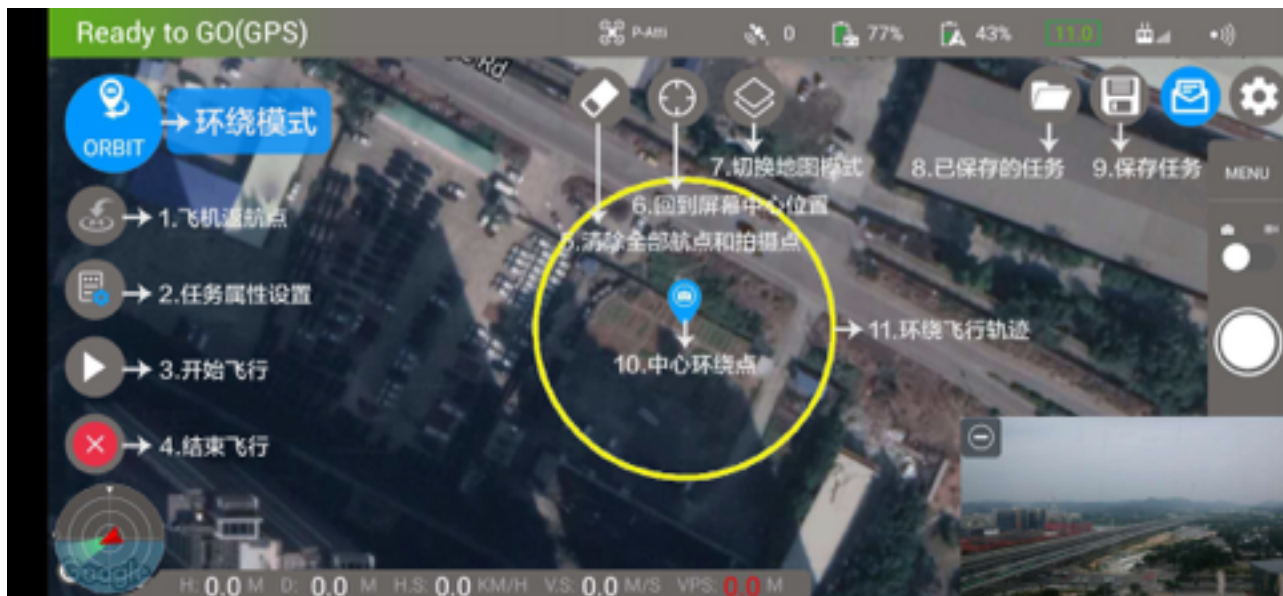 Ready to GO(GPS)
P-Atti
0
77%
43%
11.0
Rd
ORBIT
环绕模式
7.切换地图模式
8.已保存的任务
9.保存任务
MENU
6.回到屏幕中心位置
1.飞机返航点
5.清除全部航点和拍摄点
2.任务属性设置
11.环绕飞行轨迹
3.开始飞行
10.中心环绕点
4.结束飞行
Google
H: 0.0 M D: 0.0 M H.S: 0.0 KM/H V.S: 0.0 M/S VPS: 0.0 M